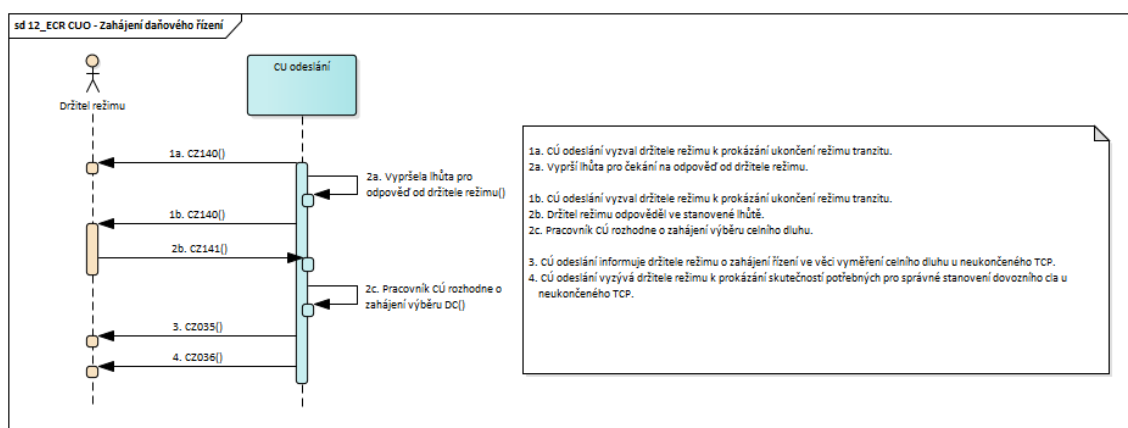 sd 12_ECR CUO - Zahájení daňového řízení
CU odeslání
Držitel režimu
1a. CZ140()
2a. Vypršela lhůta pro
odpověď od držitele režimu()
1b. CZ140()
2b. CZ141()
2c. Pracovník CÚ rozhodne o
zahájení výběru DC()
3. CZ035()
4. CZ036()
1a. CÚ odeslání vyzval držitele režimu k prokázání ukončení režimu tranzitu.
2a. Vyprší lhůta pro čekání na odpověď od držitele režimu.
1b. CÚ odeslání vyzval držitele režimu k prokázání ukončení režimu tranzitu.
2b. Držitel režimu odpověděl ve stanovené lhůtě.
2c. Pracovník CÚ rozhodne o zahájení výběru celního dluhu.
3. CÚ odeslání informuje držitele režimu o zahájení řízení ve věci vyměření celního dluhu u neukončeného TCP.
4. CÚ odeslání vyzývá držitele režimu k prokázání skutečností potřebných pro správné stanovení dovozního cla u
neukončeného TCP.